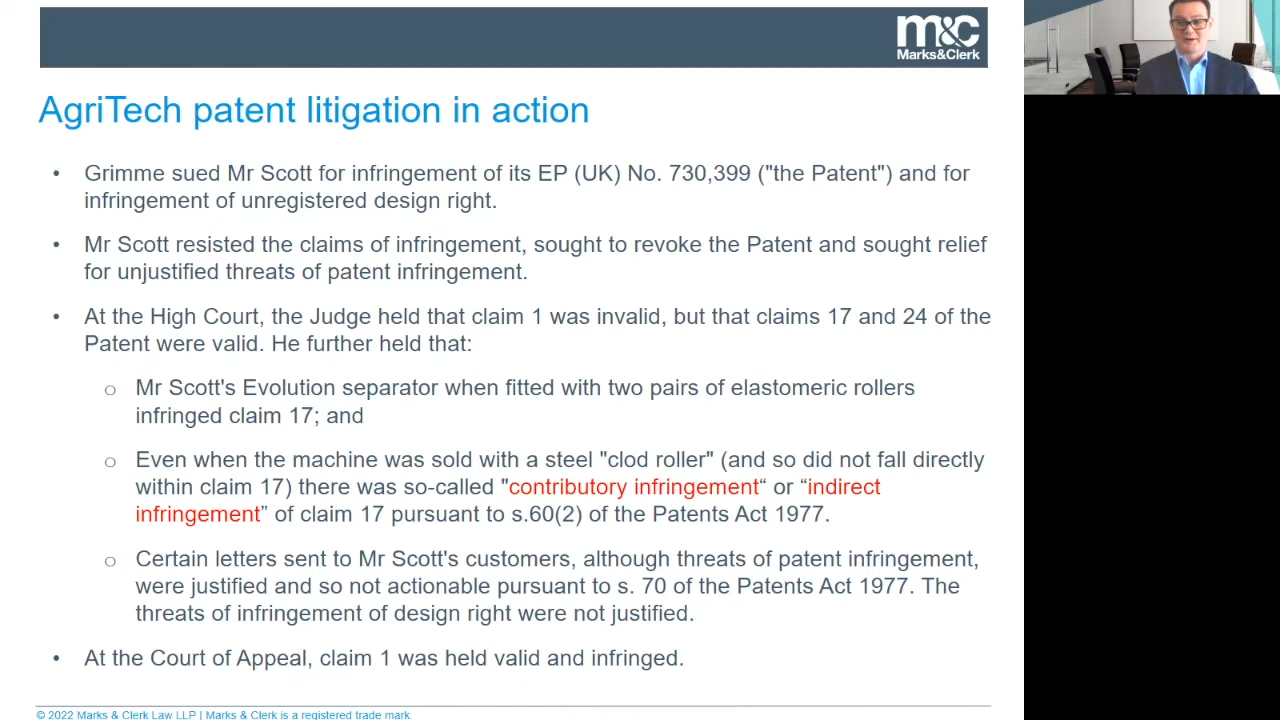 m&c
Marks&Clerk
AgriTech patent litigation in action
• Grimme sued Mr Scott for infringement of its EP (UK) No. 730,399 ("the Patent") and for
infringement of unregistered design right.
• Mr Scott resisted the claims of infringement, sought to revoke the Patent and sought relief
for unjustified threats of patent infringement.
• At the High Court, the Judge held that claim 1 was invalid, but that claims 17 and 24 of the
Patent were valid. He further held that:
o Mr Scott's Evolution separator when fitted with two pairs of elastomeric rollers
infringed claim 17; and
o Even when the machine was sold with a steel "clod roller" (and so did not fall directly
within claim 17) there was so-called "contributory infringement“ or “indirect
infringement” of claim 17 pursuant to s.60(2) of the Patents Act 1977.
o Certain letters sent to Mr Scott's customers, although threats of patent infringement,
were justified and so not actionable pursuant to s. 70 of the Patents Act 1977. The
threats of infringement of design right were not justified.
• At the Court of Appeal, claim 1 was held valid and infringed.
© 2022 Marks & Clerk Law LLP | Marks & Clerk is a registered trade mark.